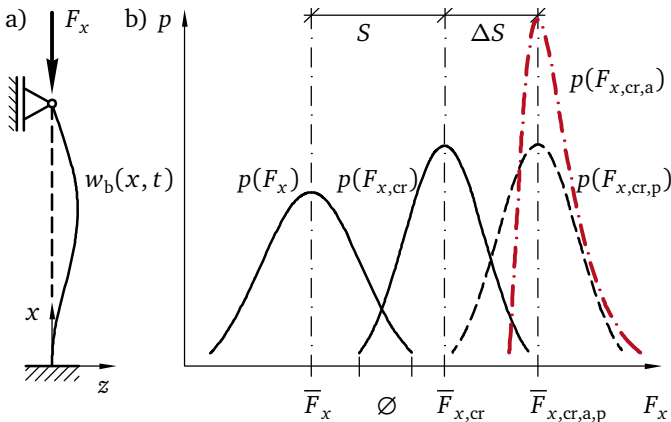 a)
F_x
w_b(x, t)
x
z
b)
p
S
ΔS
p(F_x,cr,a)
p(F_x)
p(F_x,cr)
p(F_x,cr,p)
F̅_x
∅
F̅_x,cr
F̅_x,cr,a,p
F_x